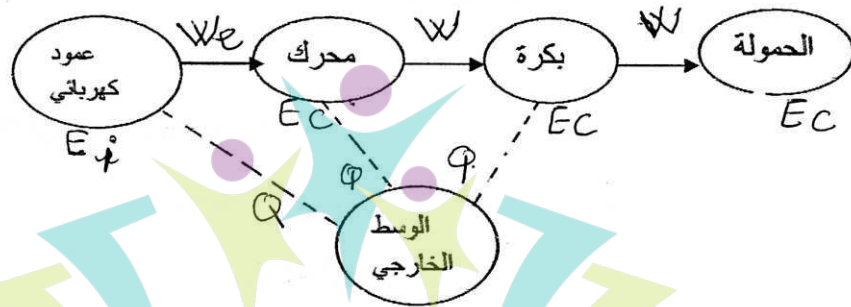 عمود
كهربائي
We
محرك
W
بكرة
W
الحمولة
Ei
Ec
Ec
Ec
Q
Q
Q
الوسط
الخارجي